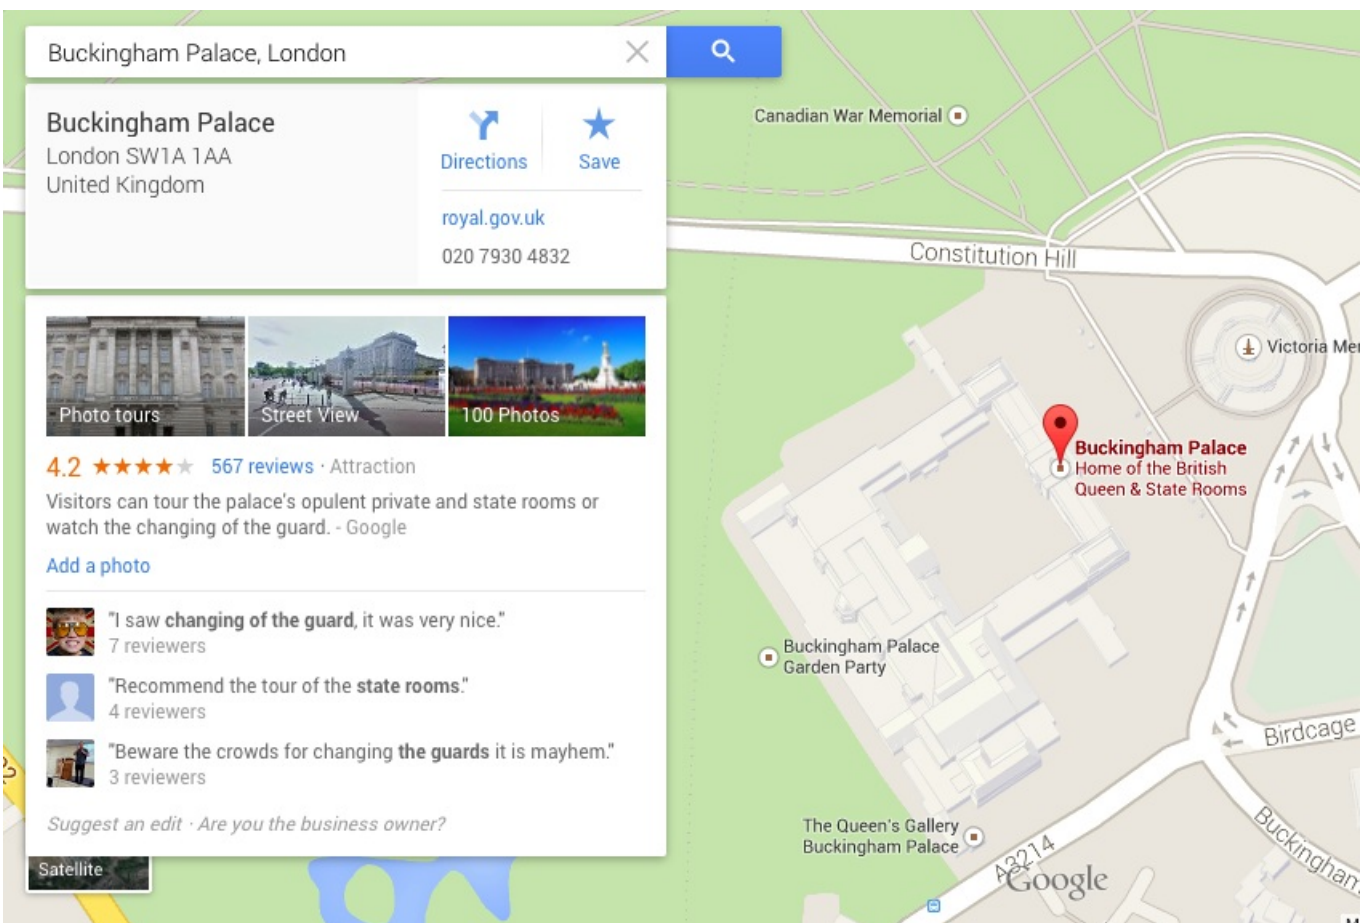 Buckingham Palace, London
Buckingham Palace
London SW1A 1AA
United Kingdom
Directions
Save
royal.gov.uk
020 7930 4832
Photo tours
Street View
100 Photos
4.2
567 reviews · Attraction
Visitors can tour the palace's opulent private and state rooms or
watch the changing of the guard. - Google
Add a photo
"I saw changing of the guard, it was very nice."
7 reviewers
"Recommend the tour of the state rooms."
4 reviewers
"Beware the crowds for changing the guards it is mayhem."
3 reviewers
Suggest an edit · Are you the business owner?
Satellite
Canadian War Memorial
Constitution Hill
Victoria Mer
Buckingham Palace
Home of the British
Queen & State Rooms
Buckingham Palace
Garden Party
Birdcage
The Queen's Gallery
Buckingham Palace
A3214
Buckingham
Google